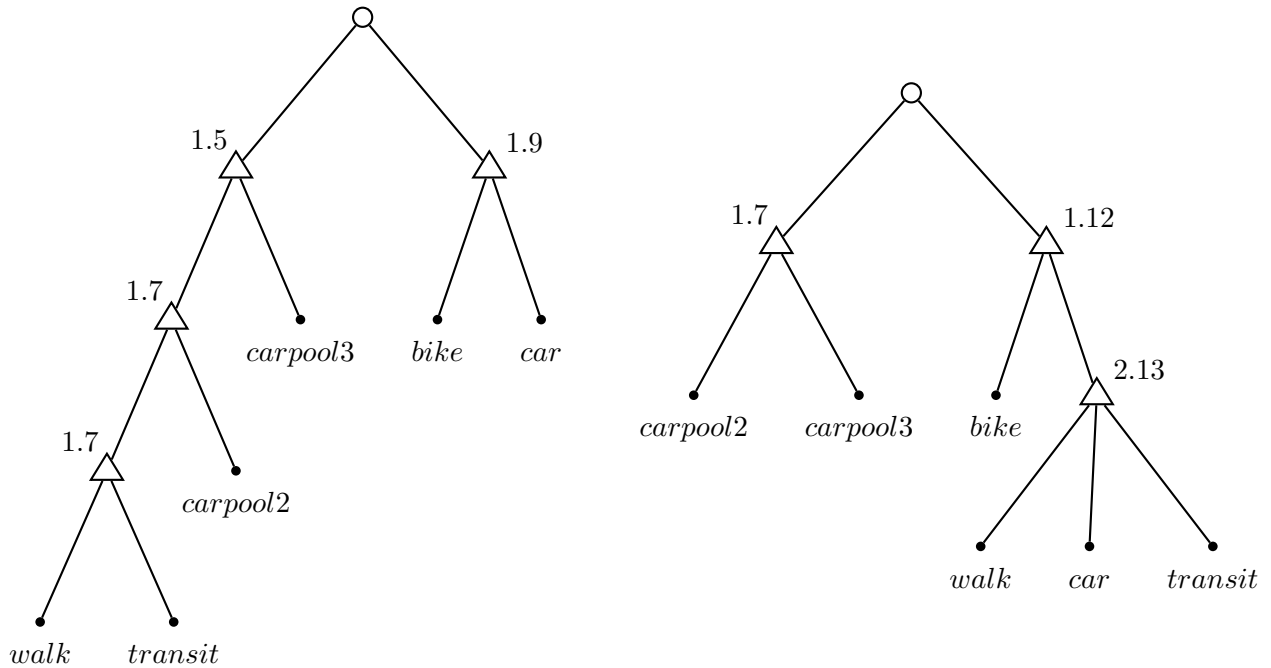 1.5
1.9
1.7
carpool3
bike
car
1.7
carpool2
walk
transit
1.7
1.12
carpool2
carpool3
bike
2.13
walk
car
transit